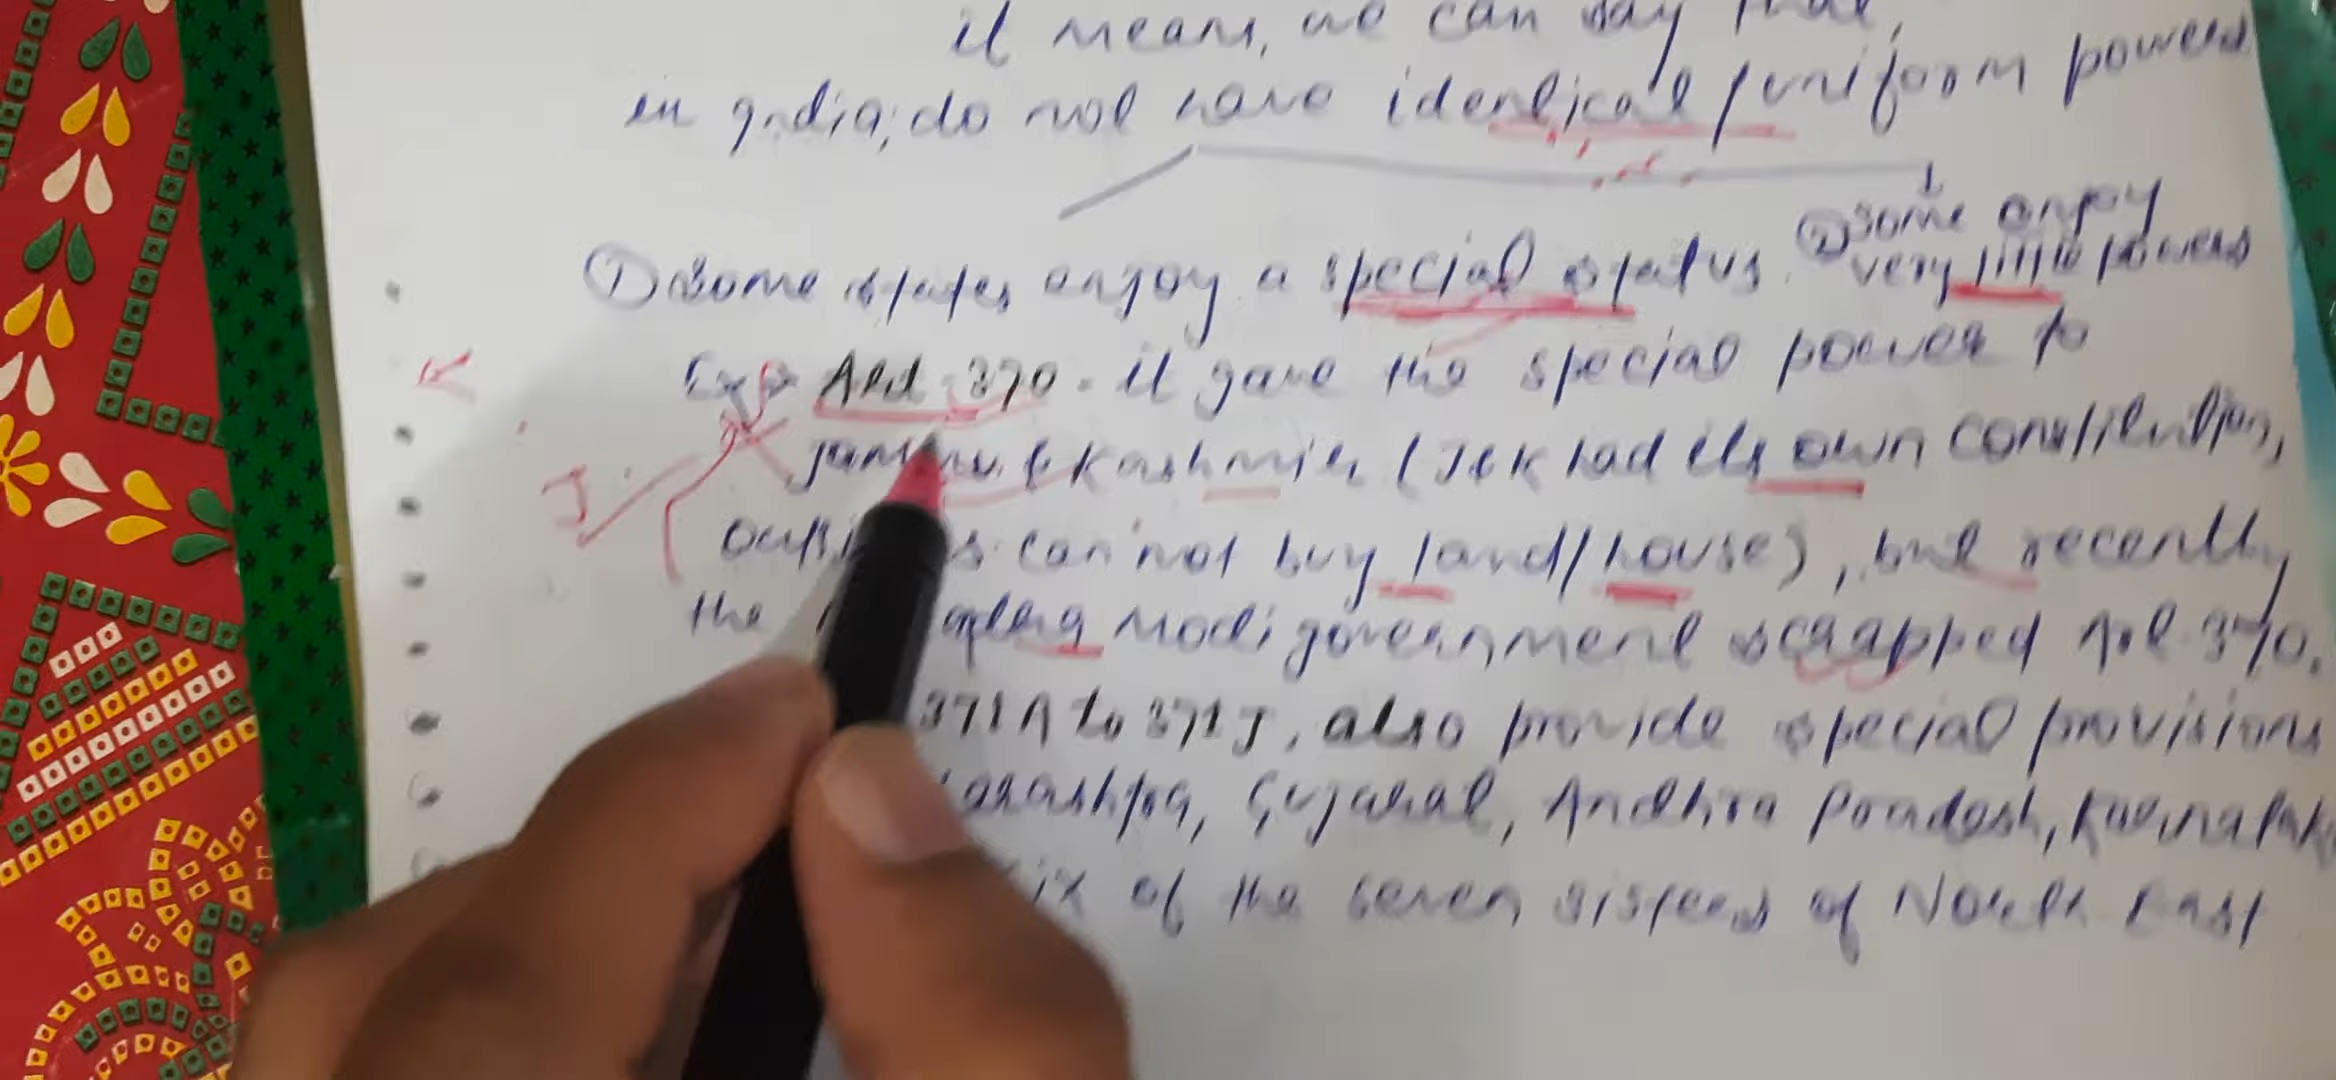 it means, we can say that,
in India, do not have identical/uniform powers
① some states enjoy a special status. ② some enjoy
very little powers
Art 370 - it gave the special power to
Jammu & Kashmir (J&K had its own constitution,
can not buy land/house), but recently
the Modi government scrapped Art. 370.
371A to 371J, also provide special provisions
Gujarat, Andhra Pradesh, Karnataka
of the seven sisters of North East
K
J